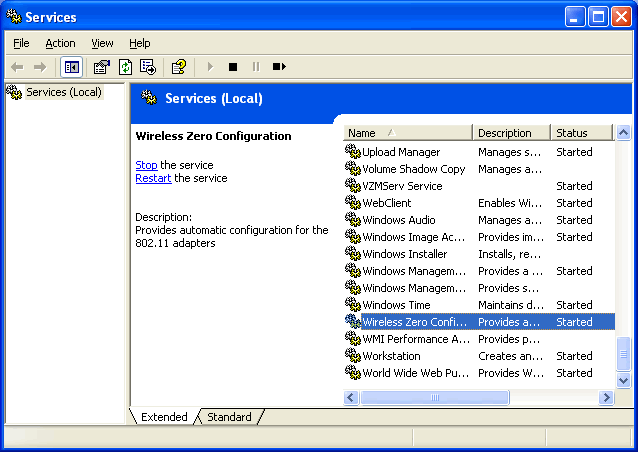 Services
File Action View Help
Services (Local)
Services (Local)
Wireless Zero Configuration
Stop the service
Restart the service
Description:
Provides automatic configuration for the
802.11 adapters
Name Description Status
Upload Manager Manages s... Started
Volume Shadow Copy Manages a...
VZMServ Service Started
WebClient Enables Wi... Started
Windows Audio Manages a... Started
Windows Image Ac... Provides im... Started
Windows Installer Installs, re...
Windows Managem... Provides a ... Started
Windows Managem... Provides s...
Windows Time Maintains d... Started
Wireless Zero Confi... Provides a... Started
WMI Performance A... Provides p...
Workstation Creates an... Started
World Wide Web Pu... Provides W... Started
Extended Standard